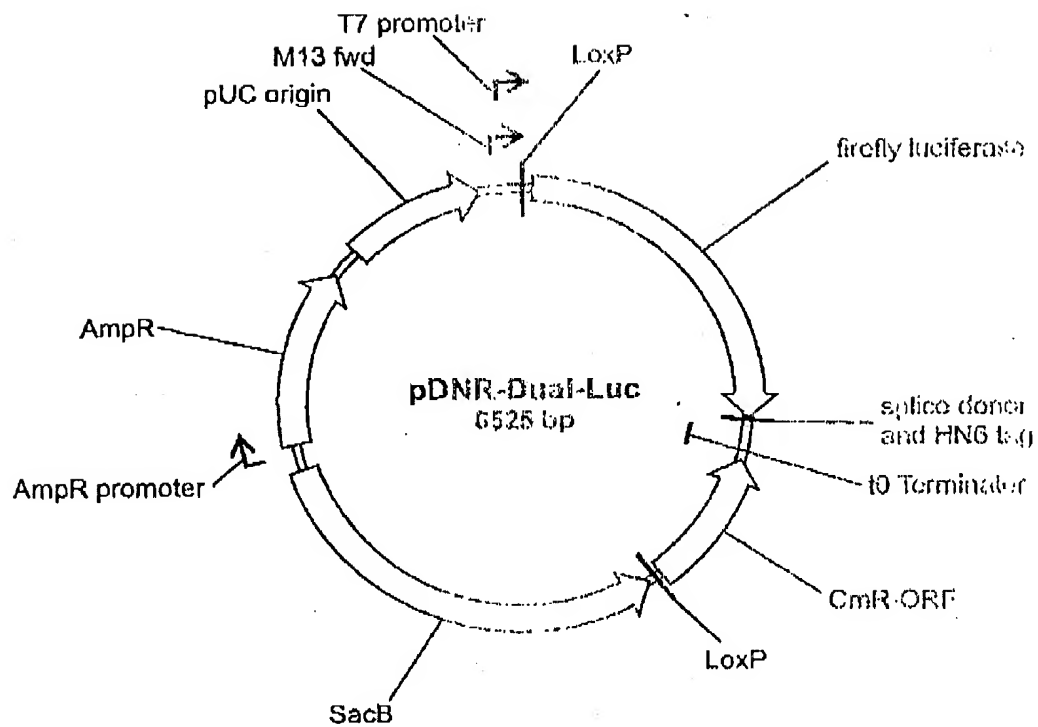 T7 promoter
M13 fwd
pUC origin
LoxP
firefly luciferase
AmpR
pDNR-Dual-Luc
6526 bp
splice donor
and HN6 tag
t0 Terminator
AmpR promoter
CmR-ORF
LoxP
SacB